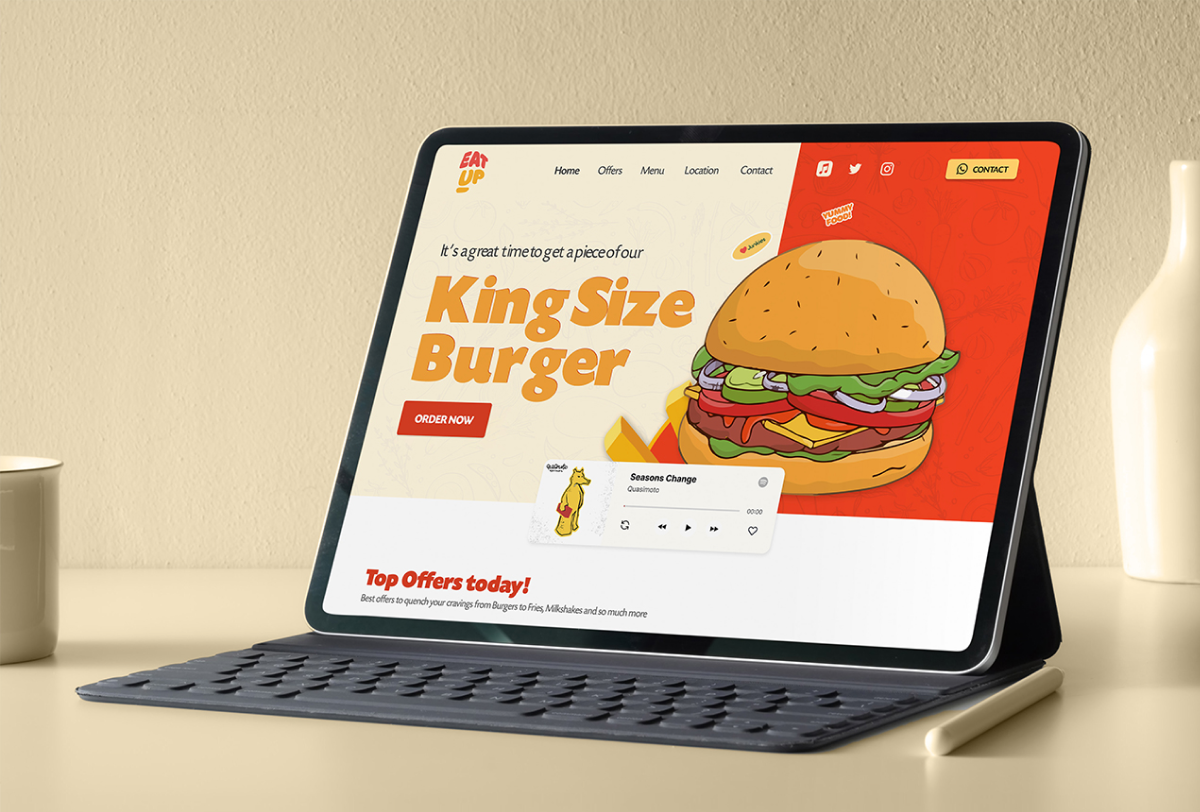 EAT
UP
Home Offers Menu Location Contact
CONTACT
YUMMY
FOOD!
Junkies
It's a great time to get a piece of our
King Size
Burger
ORDER NOW
Quasimoto
Seasons Change
Quasimoto
00:00
Top Offers today!
Best offers to quench your cravings from Burgers to Fries, Milkshakes and so much more